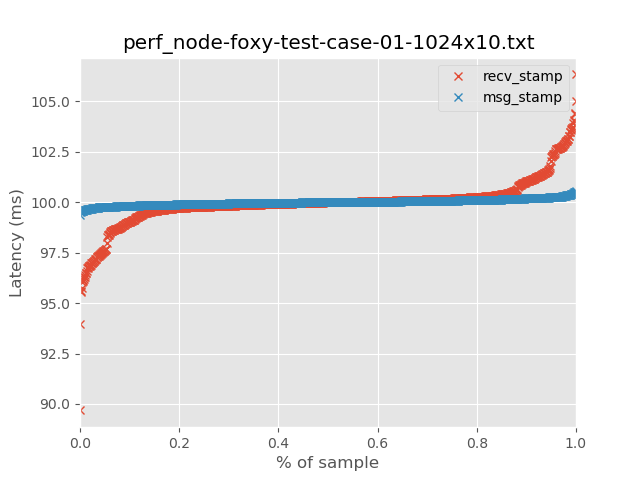 perf_node-foxy-test-case-01-1024x10.txt
recv_stamp
msg_stamp
Latency (ms)
105.0
102.5
100.0
97.5
95.0
92.5
90.0
0.0 0.2 0.4 0.6 0.8 1.0
% of sample